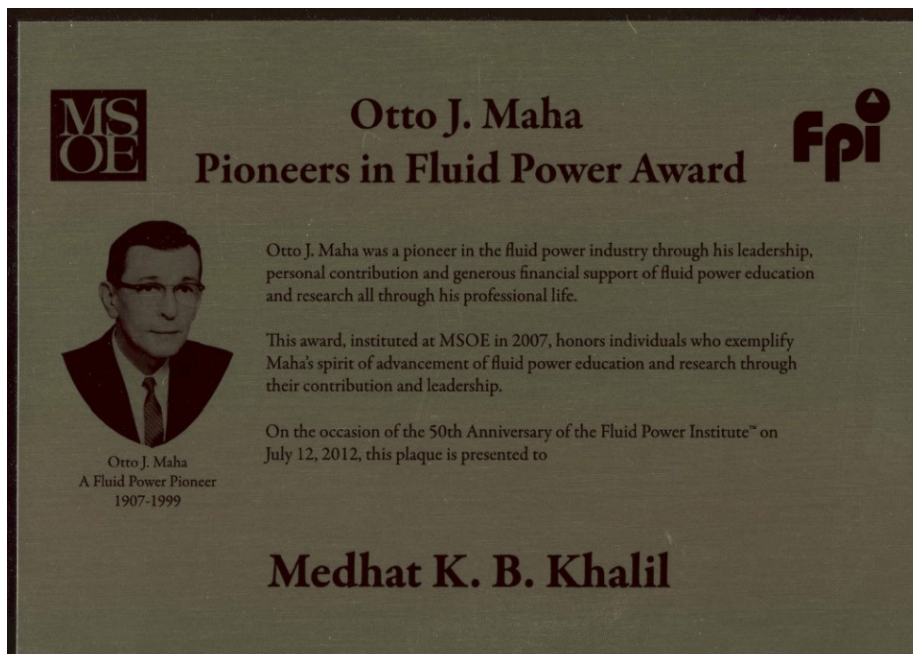 MS
OE
Otto J. Maha
Pioneers in Fluid Power Award
fpi
Otto J. Maha was a pioneer in the fluid power industry through his leadership,
personal contribution and generous financial support of fluid power education
and research all through his professional life.
This award, instituted at MSOE in 2007, honors individuals who exemplify
Maha's spirit of advancement of fluid power education and research through
their contribution and leadership.
On the occasion of the 50th Anniversary of the Fluid Power Institute™ on
July 12, 2012, this plaque is presented to
Otto J. Maha
A Fluid Power Pioneer
1907-1999
Medhat K. B. Khalil